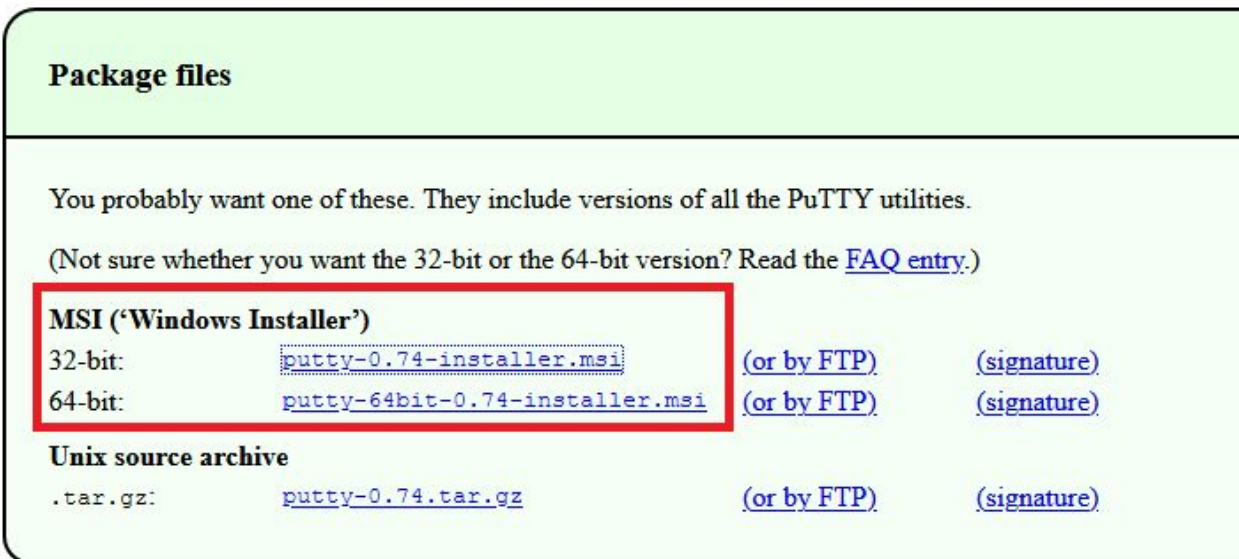 Package files
You probably want one of these. They include versions of all the PuTTY utilities.
(Not sure whether you want the 32-bit or the 64-bit version? Read the FAQ entry.)
MSI (‘Windows Installer’)
32-bit: putty-0.74-installer.msi (or by FTP) (signature)
64-bit: putty-64bit-0.74-installer.msi (or by FTP) (signature)
Unix source archive
.tar.gz: putty-0.74.tar.gz (or by FTP) (signature)